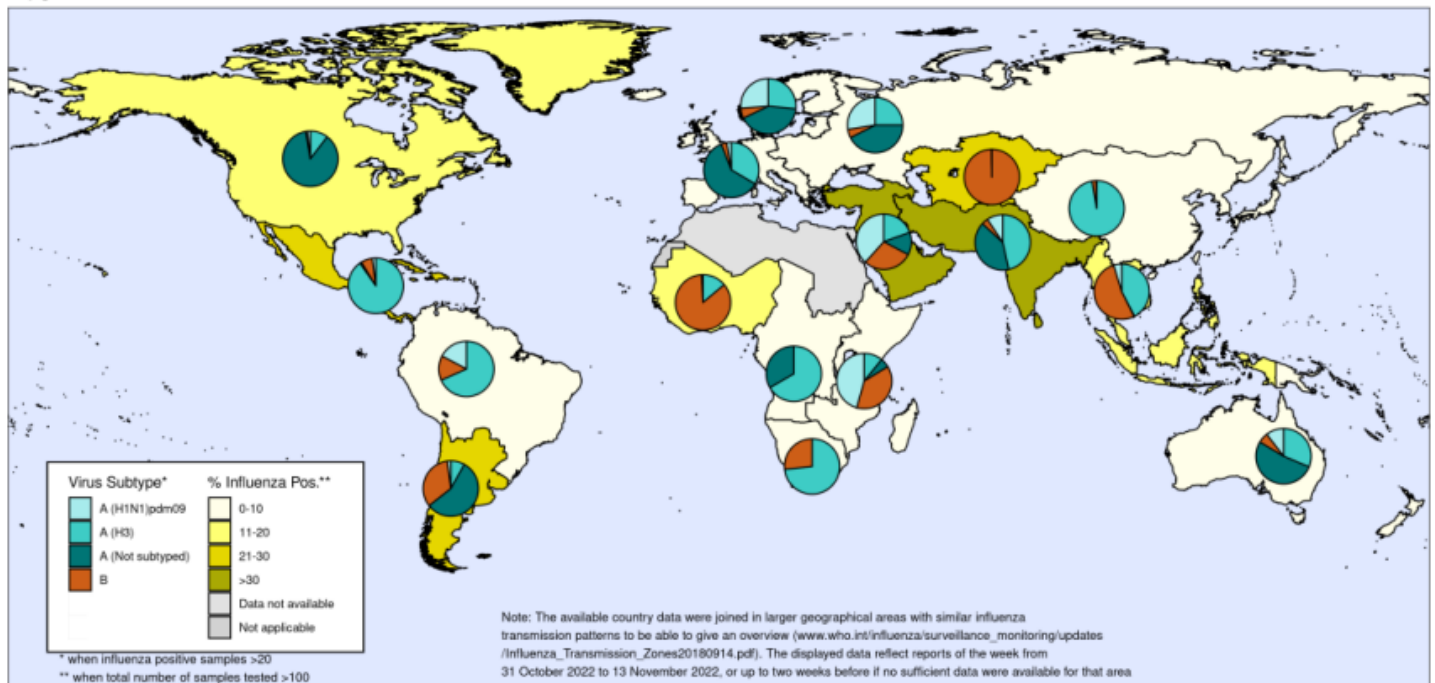 Virus Subtype*
A (H1N1)pdm09
A (H3)
A (Not subtyped)
B
% Influenza Pos.**
0-10
11-20
21-30
>30
Data not available
Not applicable
* when influenza positive samples >20
** when total number of samples tested >100
Note: The available country data were joined in larger geographical areas with similar influenza
transmission patterns to be able to give an overview (www.who.int/influenza/surveillance_monitoring/updates
/Influenza_Transmission_Zones20180914.pdf). The displayed data reflect reports of the week from
31 October 2022 to 13 November 2022, or up to two weeks before if no sufficient data were available for that area